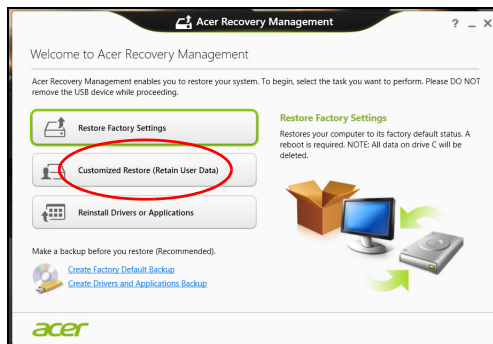 Acer Recovery Management
Welcome to Acer Recovery Management
Acer Recovery Management enables you to restore your system. To begin, select the task you want to perform. Please DO NOT
remove the USB device while proceeding.
Restore Factory Settings
Customized Restore (Retain User Data)
Reinstall Drivers or Applications
Restore Factory Settings
Restores your computer to its factory default status. A
reboot is required. NOTE: All data on drive C will be
deleted.
Make a backup before you restore (Recommended).
Create Factory Default Backup
Create Drivers and Applications Backup
acer